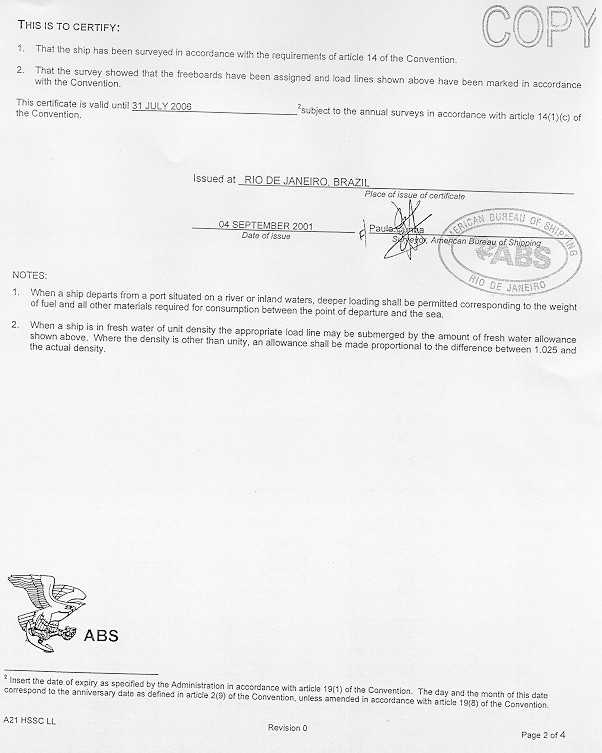 COPY
THIS IS TO CERTIFY:
1. That the ship has been surveyed in accordance with the requirements of article 14 of the Convention.
2. That the survey showed that the freeboards have been assigned and load lines shown above have been marked in accordance
with the Convention.
This certificate is valid until 31 JULY 2006 ²subject to the annual surveys in accordance with article 14(1)(c) of
the Convention.
Issued at RIO DE JANEIRO, BRAZIL
Place of issue of certificate
04 SEPTEMBER 2001
Date of issue
Surveyor, American Bureau of Shipping
AMERICAN BUREAU OF SHIPPING
ABS
RIO DE JANEIRO
NOTES:
1. When a ship departs from a port situated on a river or inland waters, deeper loading shall be permitted corresponding to the weight
of fuel and all other materials required for consumption between the point of departure and the sea.
2. When a ship is in fresh water of unit density the appropriate load line may be submerged by the amount of fresh water allowance
shown above. Where the density is other than unity, an allowance shall be made proportional to the difference between 1.025 and
the actual density.
ABS
² Insert the date of expiry as specified by the Administration in accordance with article 19(1) of the Convention. The day and the month of this date
correspond to the anniversary date as defined in article 2(9) of the Convention, unless amended in accordance with article 19(8) of the Convention.
A21 HSSC LL
Revision 0
Page 2 of 4